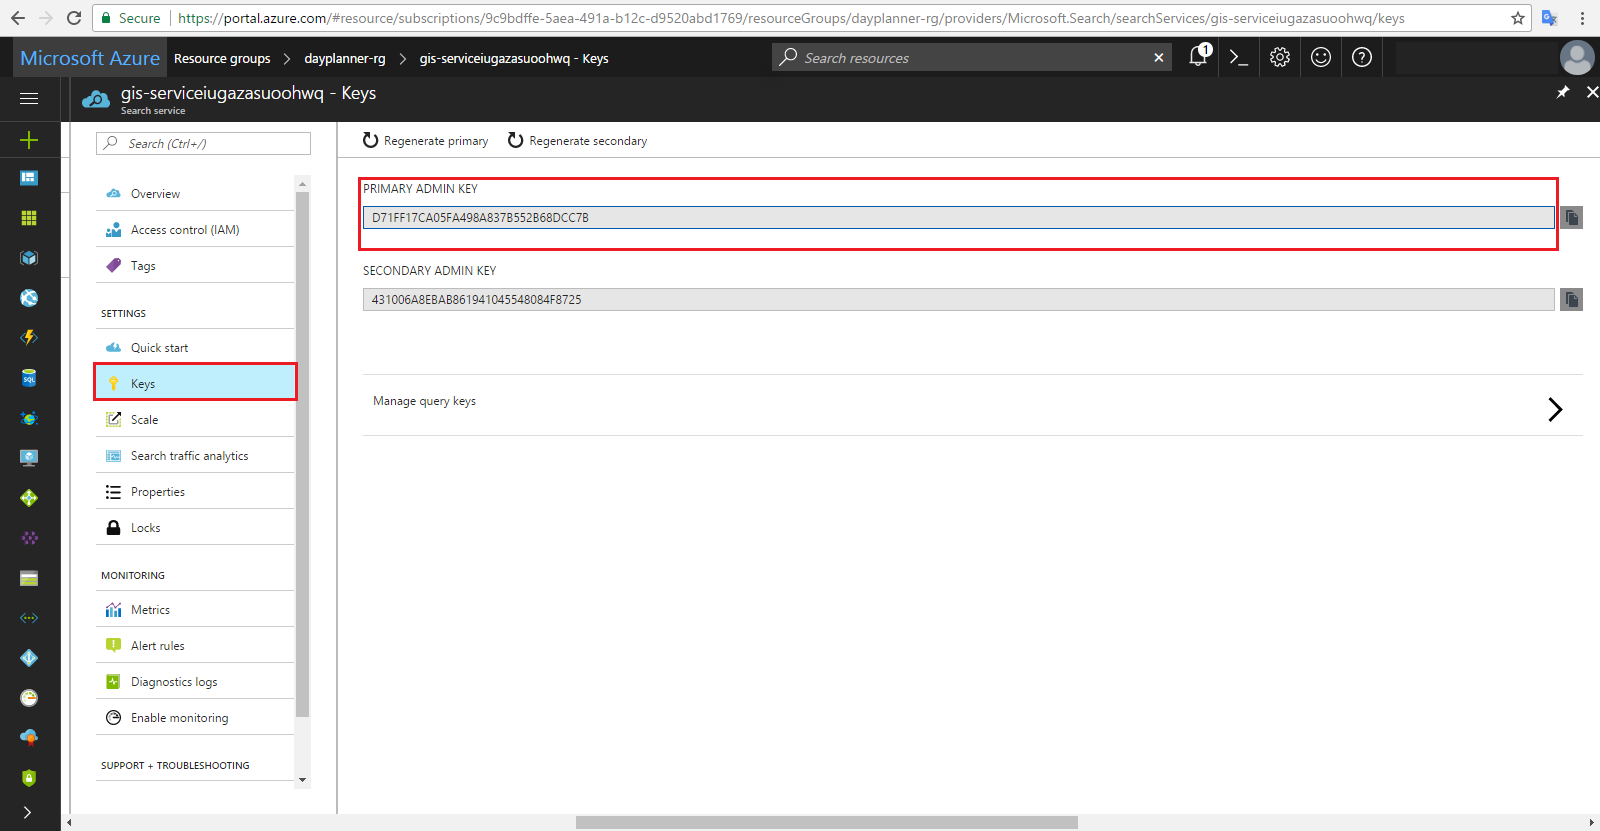 Secure https://portal.azure.com/#resource/subscriptions/9c9bdffe-5aea-491a-b12c-d9520abd1769/resourceGroups/dayplanner-rg/providers/Microsoft.Search/searchServices/gis-serviceiugazasuoohwq/keys
Microsoft Azure Resource groups dayplanner-rg gis-serviceiugazasuoohwq - Keys Search resources 1
gis-serviceiugazasuoohwq - Keys
Search service
Search (Ctrl+/)
Overview
Access control (IAM)
Tags
SETTINGS
Quick start
Keys
Scale
Search traffic analytics
Properties
Locks
MONITORING
Metrics
Alert rules
Diagnostics logs
Enable monitoring
SUPPORT + TROUBLESHOOTING
SQL
Regenerate primary Regenerate secondary
PRIMARY ADMIN KEY
D71FF17CA05FA498A837B552B68DCC7B
SECONDARY ADMIN KEY
431006A8EBAB861941045548084F8725
Manage query keys